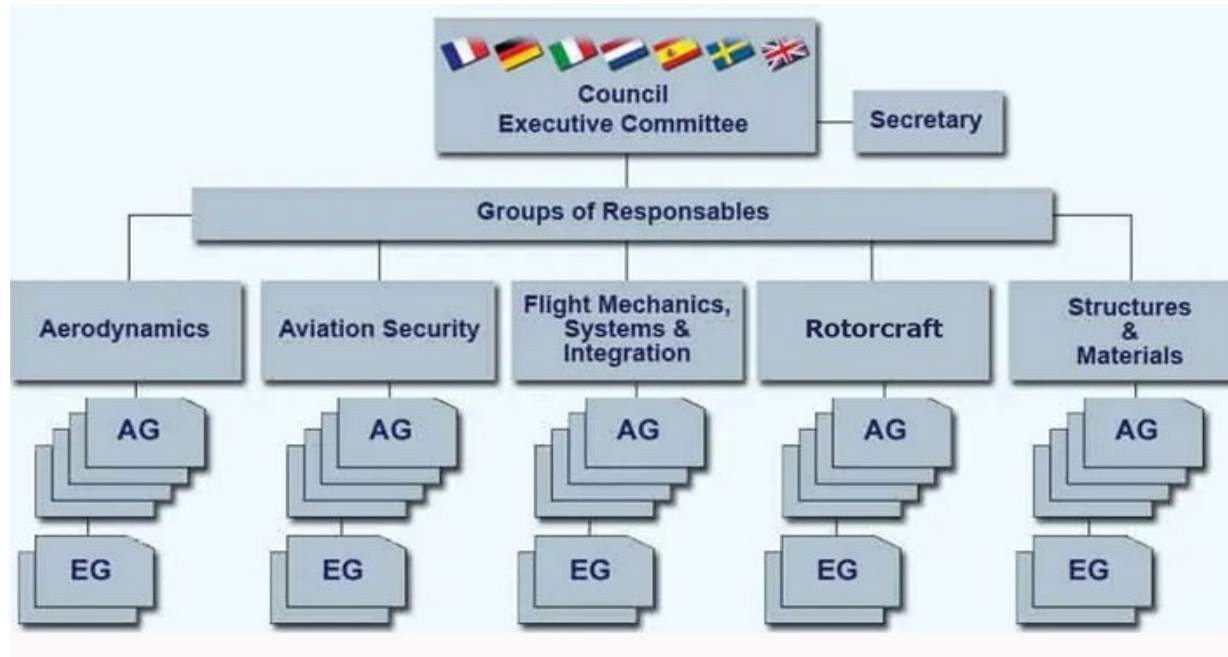 Council
Executive Committee
Secretary
Groups of Responsables
Aerodynamics
Aviation Security
Flight Mechanics,
Systems &
Integration
Rotorcraft
Structures
&
Materials
AG
AG
AG
AG
AG
EG
EG
EG
EG
EG